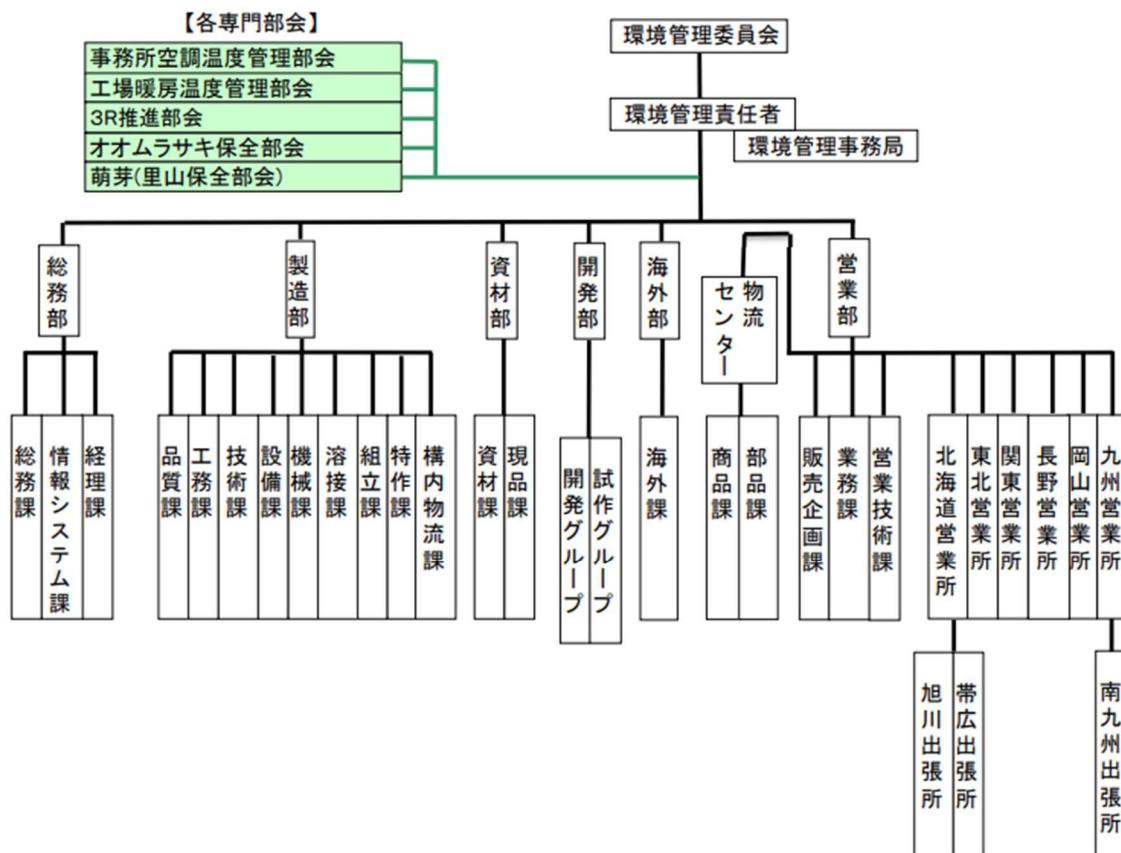 【各専門部会】
事務所空調温度管理部会
工場暖房温度管理部会
3R推進部会
オオムラサキ保全部会
萌芽(里山保全部会)
環境管理委員会
環境管理責任者
環境管理事務局
総務部
製造部
資材部
開発部
海外部
物流
センター
営業部
総務課
情報システム課
経理課
品質課
工務課
技術課
設備課
機械課
溶接課
組立課
特作課
構内物流課
資材課
現品課
開発グループ
試作グループ
海外課
商品課
部品課
販売企画課
業務課
営業技術課
北海道営業所
東北営業所
関東営業所
長野営業所
岡山営業所
九州営業所
旭川出張所
帯広出張所
南九州出張所